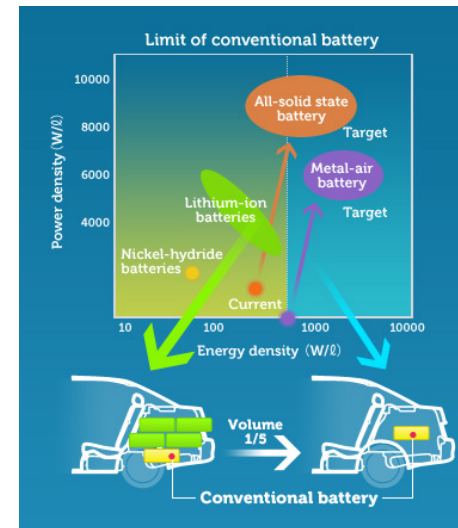 Limit of conventional battery
Power density (W/ℓ)
10000
8000
6000
4000
All-solid state
battery
Target
Metal-air
battery
Target
Lithium-ion
batteries
Nickel-hydride
batteries
Current
10
100
1000
10000
Energy density (W/ℓ)
Volume
1/5
Conventional battery